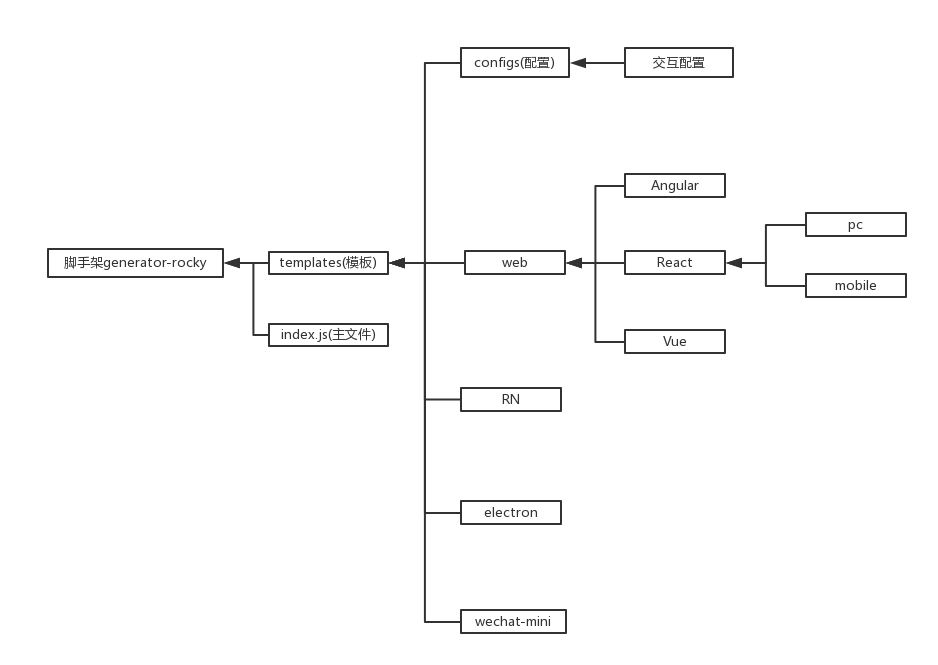 configs(配置)
交互配置
Angular
pc
脚手架generator-rocky
templates(模板)
web
React
mobile
index.js(主文件)
Vue
RN
electron
wechat-mini